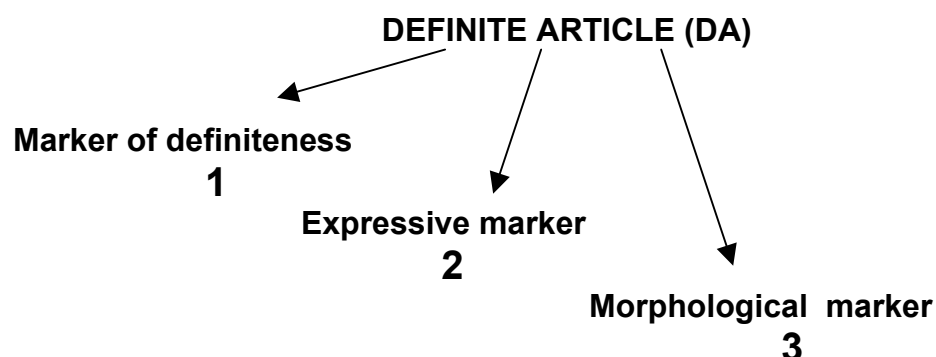 DEFINITE ARTICLE (DA)
Marker of definiteness
1
Expressive marker
2
Morphological marker
3